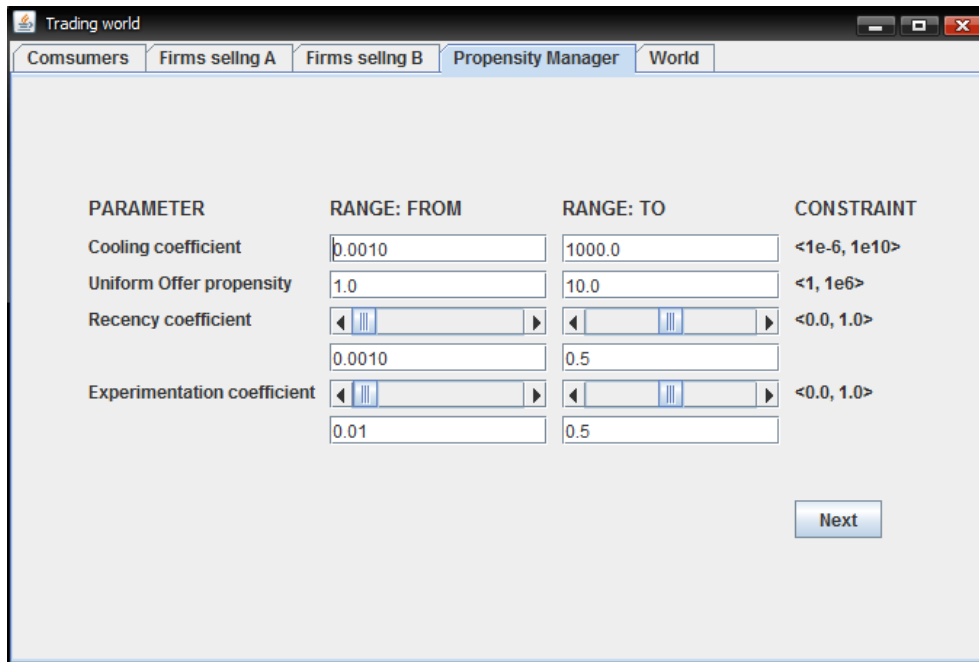 Trading world
Comsumers Firms sellng A Firms sellng B Propensity Manager World
PARAMETER RANGE: FROM RANGE: TO CONSTRAINT
Cooling coefficient 0.0010 1000.0 <1e-6, 1e10>
Uniform Offer propensity 1.0 10.0 <1, 1e6>
Recency coefficient <0.0, 1.0>
0.0010 0.5
Experimentation coefficient <0.0, 1.0>
0.01 0.5
Next